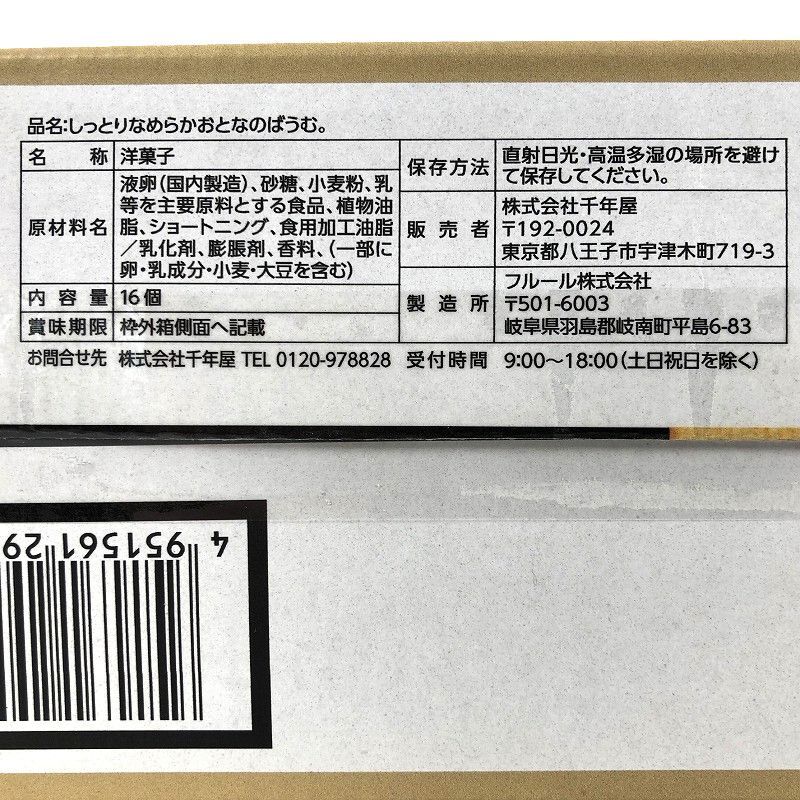 品名:しっとりなめらかおとなのばうむ。
名 称 洋菓子
原材料名 液卵(国内製造)、砂糖、小麦粉、乳
等を主要原料とする食品、植物油
脂、ショートニング、食用加工油脂
/乳化剤、膨脹剤、香料、(一部に
卵・乳成分・小麦・大豆を含む)
内 容 量 16個
賞味期限 枠外箱側面へ記載
保存方法 直射日光・高温多湿の場所を避け
て保存してください。
販 売 者 株式会社千年屋
〒192-0024
東京都八王子市宇津木町719-3
製 造 所 フルール株式会社
〒501-6003
岐阜県羽島郡岐南町平島6-83
お問合せ先 株式会社千年屋 TEL 0120-978828 受付時間 9:00〜18:00(土日祝日を除く)
4 951561 29